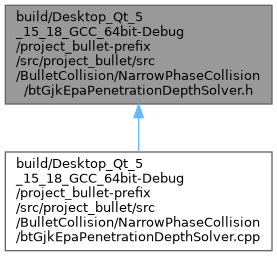 build/Desktop_Qt_5
_15_18_GCC_64bit-Debug
/project_bullet-prefix
/src/project_bullet/src
/BulletCollision/NarrowPhaseCollision
/btGjkEpaPenetrationDepthSolver.h
build/Desktop_Qt_5
_15_18_GCC_64bit-Debug
/project_bullet-prefix
/src/project_bullet/src
/BulletCollision/NarrowPhaseCollision
/btGjkEpaPenetrationDepthSolver.cpp